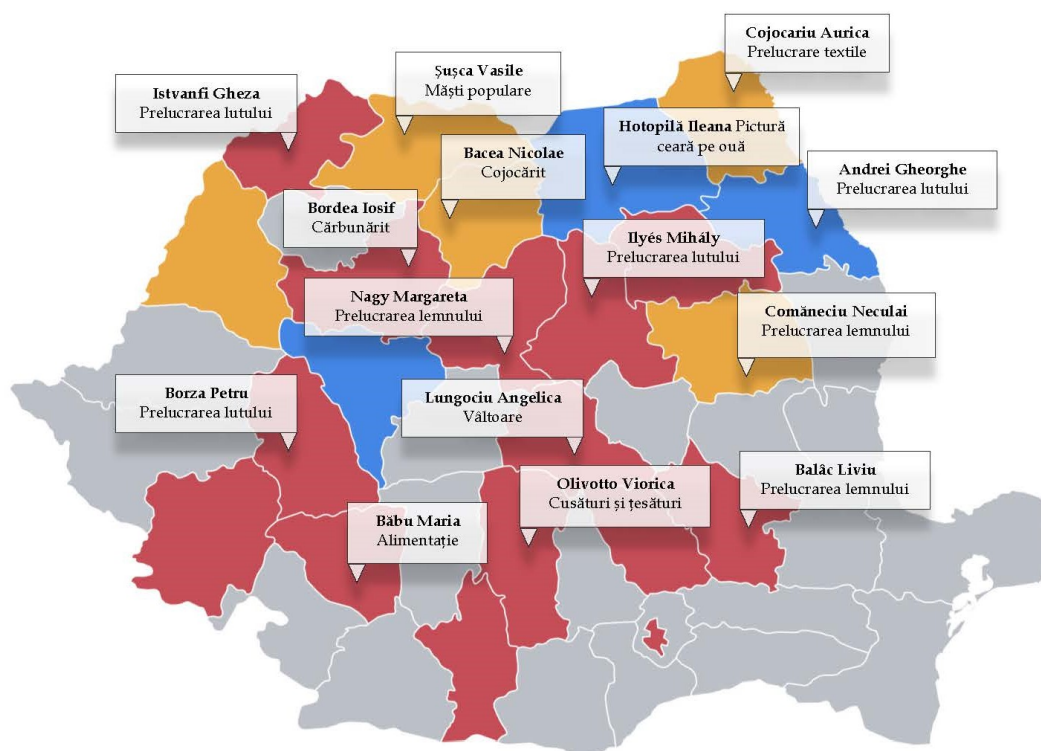 Cojocariu Aurica
Prelucrare textile
Șușca Vasile
Măști populare
Istvanfi Gheza
Prelucrarea lutului
Hotopilă Ileana Pictură
ceară pe ouă
Bacea Nicolae
Cojocărit
Andrei Gheorghe
Prelucrarea lutului
Bordea Iosif
Cărbunărit
Ilyés Mihály
Prelucrarea lutului
Nagy Margareta
Prelucrarea lemnului
Comăneciu Neculai
Prelucrarea lemnului
Borza Petru
Prelucrarea lutului
Lungociu Angelica
Vâltoare
Balâc Liviu
Prelucrarea lemnului
Olivotto Viorica
Cusături și țesături
Băbu Maria
Alimentație